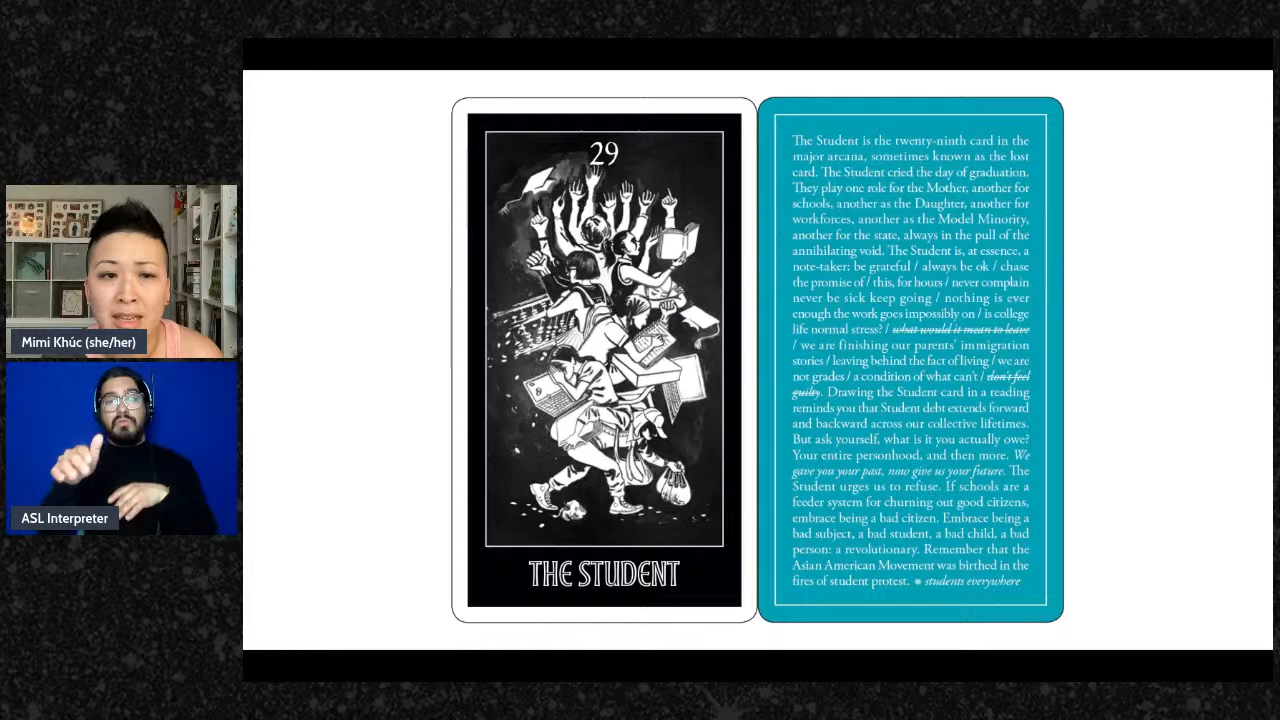 Mimi Khúc (she/her)
ASL Interpreter
29
THE STUDENT
The Student is the twenty-ninth card in the
major arcana, sometimes known as the lost
card. The Student cried the day of graduation.
They play one role for the Mother, another for
schools, another as the Daughter, another for
workforces, another as the Model Minority,
another for the state, always in the pull of the
annihilating void. The Student is, at essence, a
note-taker: be grateful / always be ok / chase
the promise of / this, for hours / never complain
never be sick keep going / nothing is ever
enough the work goes impossibly on / is college
life normal stress? / what would it mean to leave
/ we are finishing our parents' immigration
stories / leaving behind the fact of living / we are
not grades / a condition of what can't / don't feel
guilty. Drawing the Student card in a reading
reminds you that Student debt extends forward
and backward across our collective lifetimes.
But ask yourself, what is it you actually owe?
Your entire personhood, and then more. We
gave you your past, now give us your future. The
Student urges us to refuse. If schools are a
feeder system for churning out good citizens,
embrace being a bad citizen. Embrace being a
bad subject, a bad student, a bad child, a bad
person: a revolutionary. Remember that the
Asian American Movement was birthed in the
fires of student protest. ❋ students everywhere